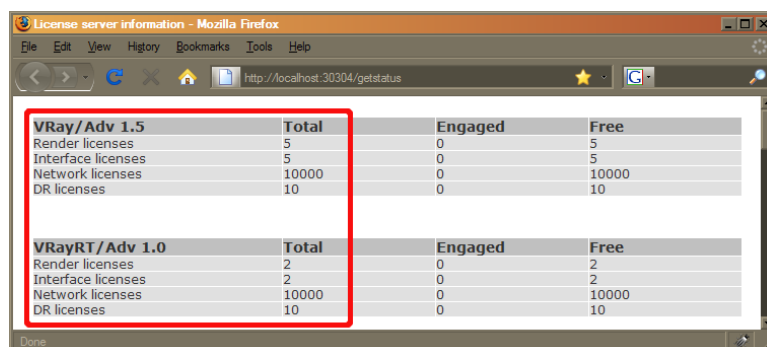 License server information - Mozilla Firefox
File Edit View History Bookmarks Tools Help
http://localhost:30304/getstatus G
VRay/Adv 1.5 Total Engaged Free
Render licenses 5 0 5
Interface licenses 5 0 5
Network licenses 10000 0 10000
DR licenses 10 0 10
VRayRT/Adv 1.0 Total Engaged Free
Render licenses 2 0 2
Interface licenses 2 0 2
Network licenses 10000 0 10000
DR licenses 10 0 10
Done